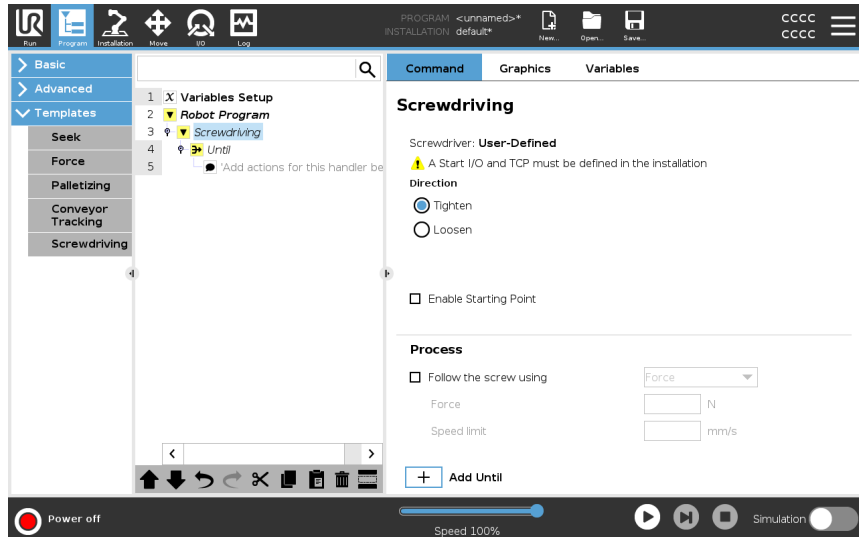 UR
Run
Program
Installation
Move
I/O
Log
PROGRAM <unnamed>*
INSTALLATION default*
New...
Open...
Save...
CCCC
CCCC
Basic
Advanced
Templates
Seek
Force
Palletizing
Conveyor
Tracking
Screwdriving
1 X Variables Setup
2 Robot Program
3 Screwdriving
4 Until
5 'Add actions for this handler be
Command
Graphics
Variables
Screwdriving
Screwdriver: User-Defined
A Start I/O and TCP must be defined in the installation
Direction
Tighten
Loosen
Enable Starting Point
Process
Follow the screw using
Force
Force
N
Speed limit
mm/s
+ Add Until
Power off
Speed 100%
Simulation